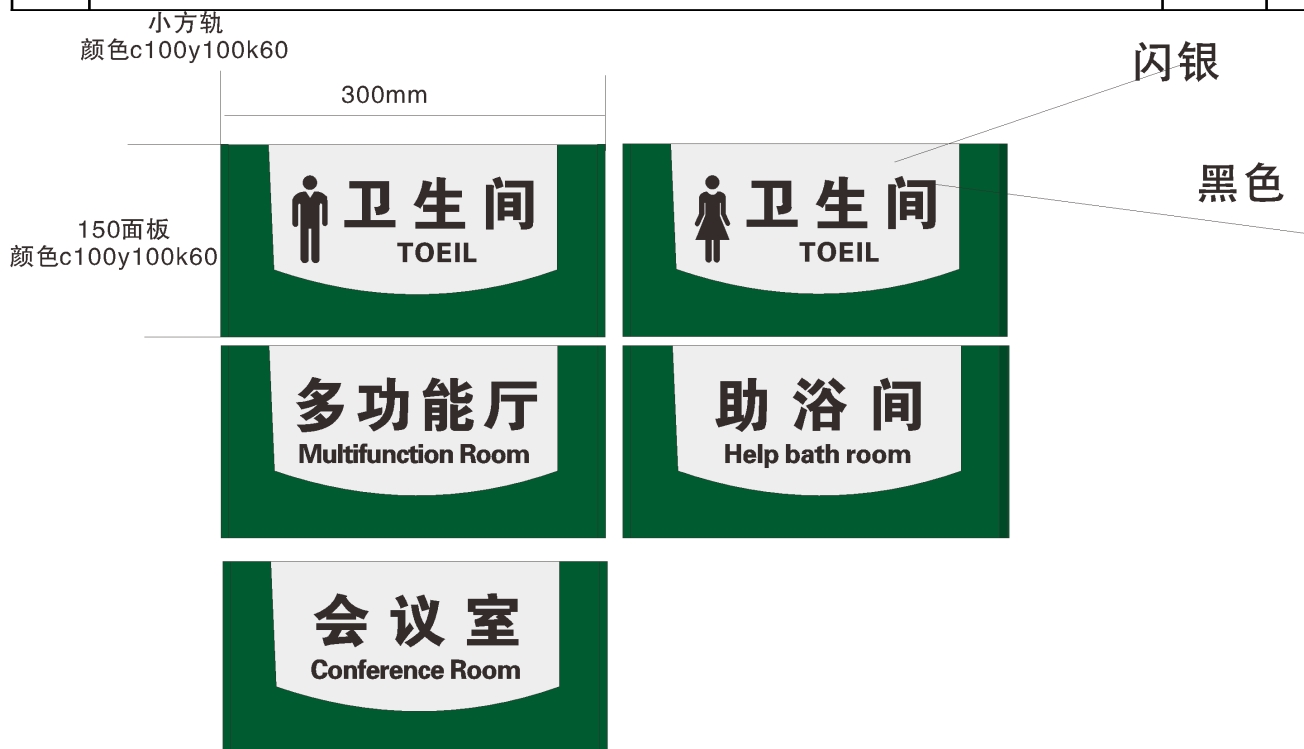 小方轨
颜色c100y100k60
300mm
闪银
黑色
150面板
颜色c100y100k60
卫生间
TOEIL
卫生间
TOEIL
多功能厅
Multifunction Room
助浴间
Help bath room
会议室
Conference Room